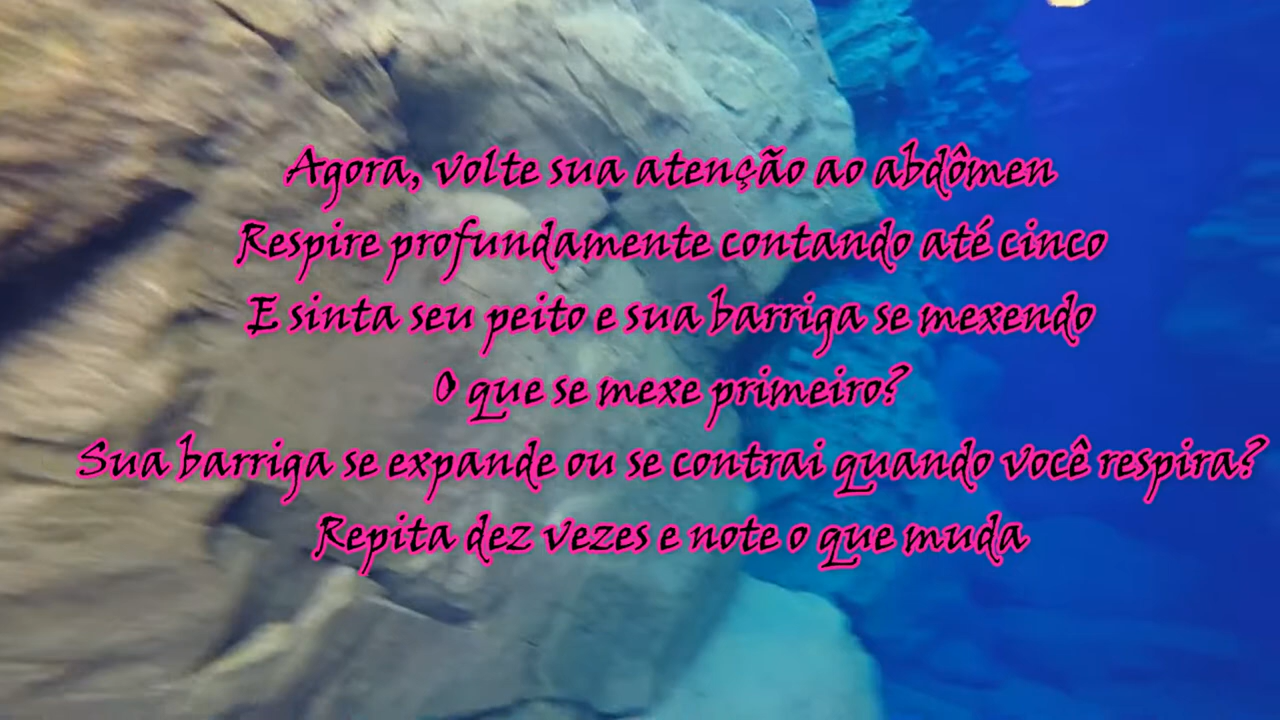 Agora, volte sua atenção ao abdômen
Respire profundamente contando até cinco
E sinta seu peito e sua barriga se mexendo
O que se mexe primeiro?
Sua barriga se expande ou se contrai quando você respira?
Repita dez vezes e note o que muda